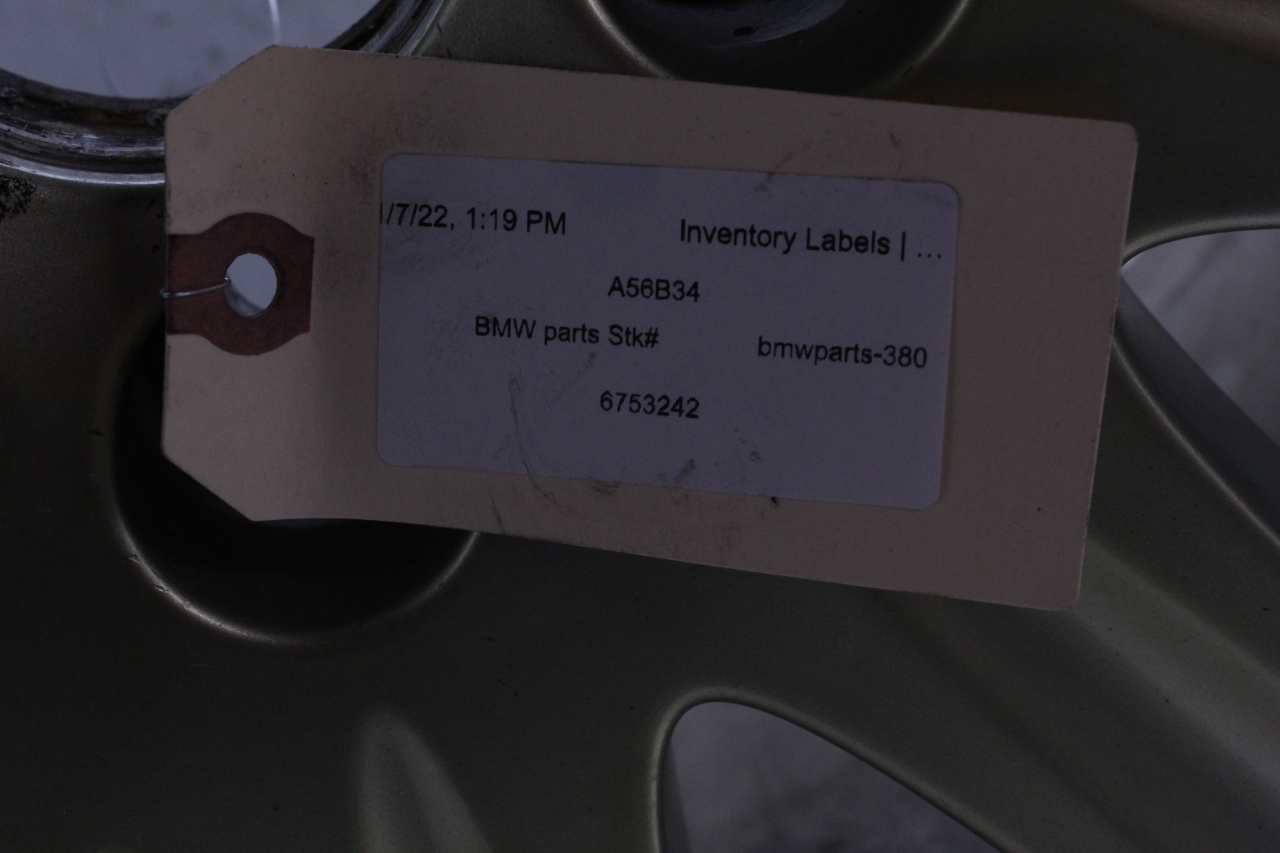 /7/22, 1:19 PM Inventory Labels | ...
A56B34
BMW parts Stk# bmwparts-380
6753242